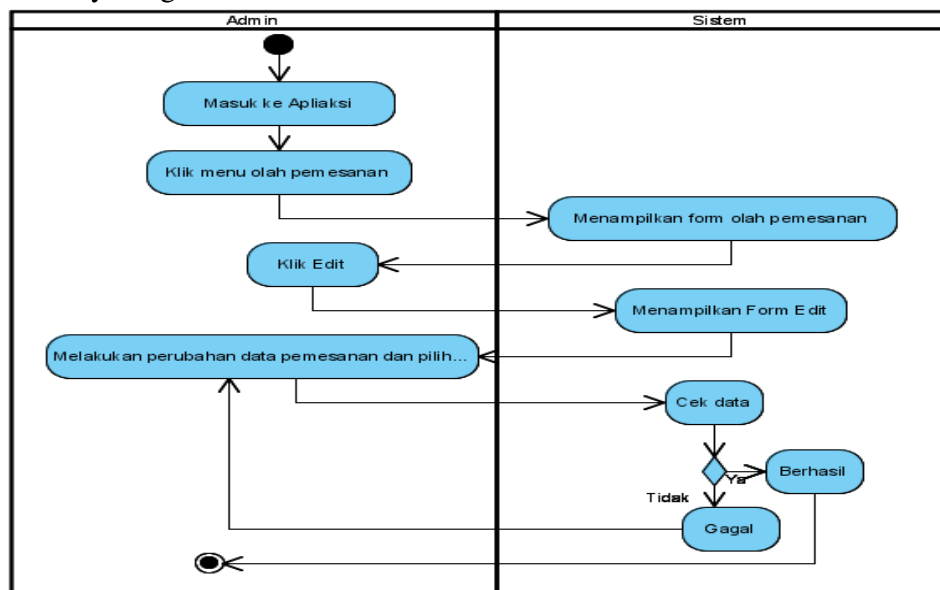 Admin
Sistem
Masuk ke Apliaksi
Klik menu olah pemesanan
Menampilkan form olah pemesanan
Klik Edit
Menampilkan Form Edit
Melakukan perubahan data pemesanan dan pilih...
Cek data
Ya
Berhasil
Tidak
Gagal